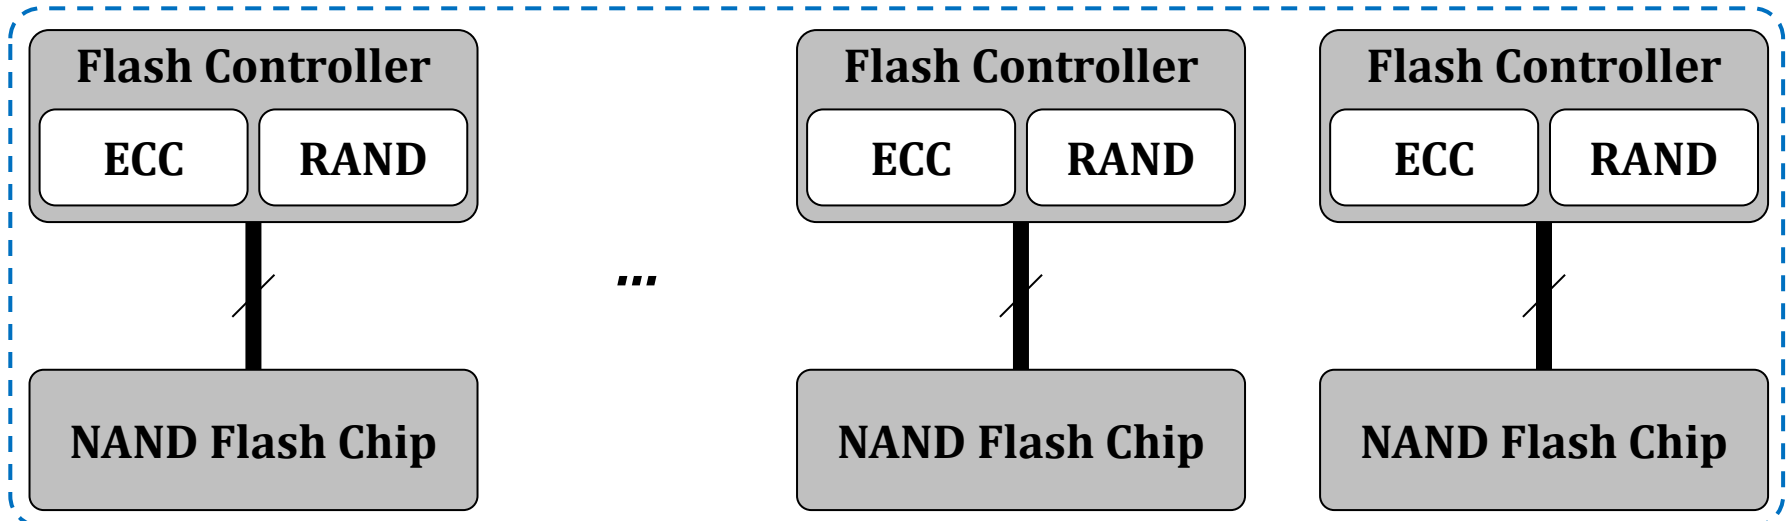 Flash Controller
ECC
RAND
NAND Flash Chip
...
Flash Controller
ECC
RAND
NAND Flash Chip
Flash Controller
ECC
RAND
NAND Flash Chip